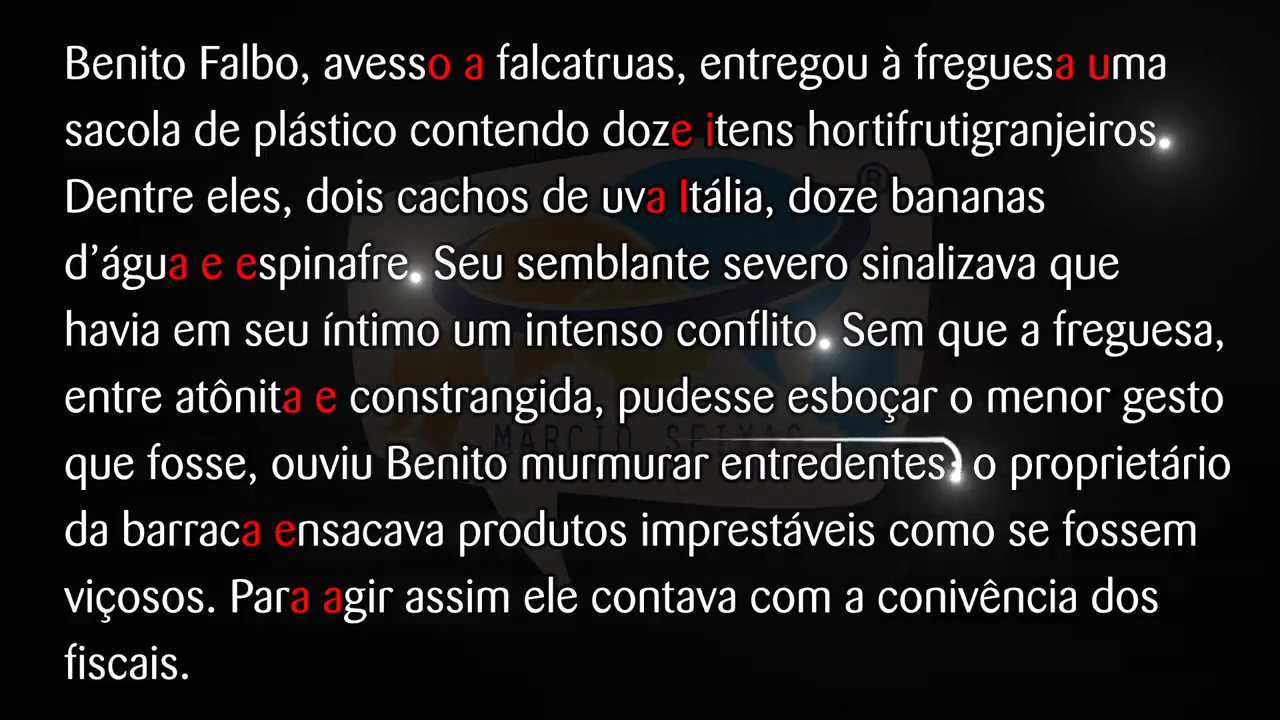 Benito Falbo, avesso a falcatruas, entregou à freguesa uma
sacola de plástico contendo doze itens hortifrutigranjeiros.
Dentre eles, dois cachos de uva Itália, doze bananas
d’água e espinafre. Seu semblante severo sinalizava que
havia em seu íntimo um intenso conflito. Sem que a freguesa,
entre atônita e constrangida, pudesse esboçar o menor gesto
que fosse, ouviu Benito murmurar entredentes: o proprietário
da barraca ensacava produtos imprestáveis como se fossem
viçosos. Para agir assim ele contava com a conivência dos
fiscais.
MARCIO SEIXAS
®